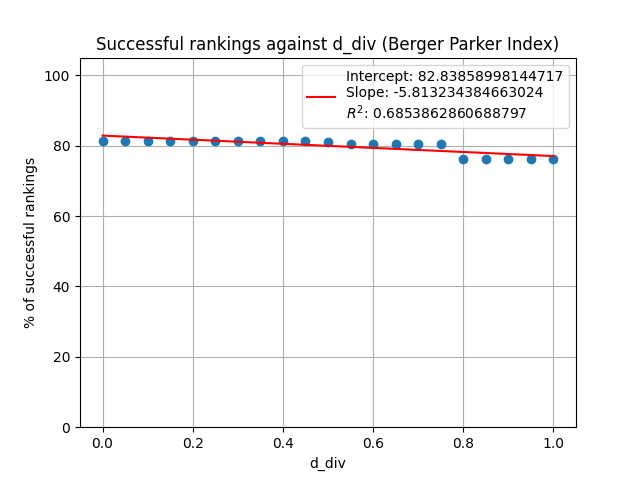 Successful rankings against d_div (Berger Parker Index)
Intercept: 82.83858998144717
Slope: -5.813234384663024
R²: 0.6853862860688797
% of successful rankings
100
80
60
40
20
0
0.0 0.2 0.4 0.6 0.8 1.0
d_div